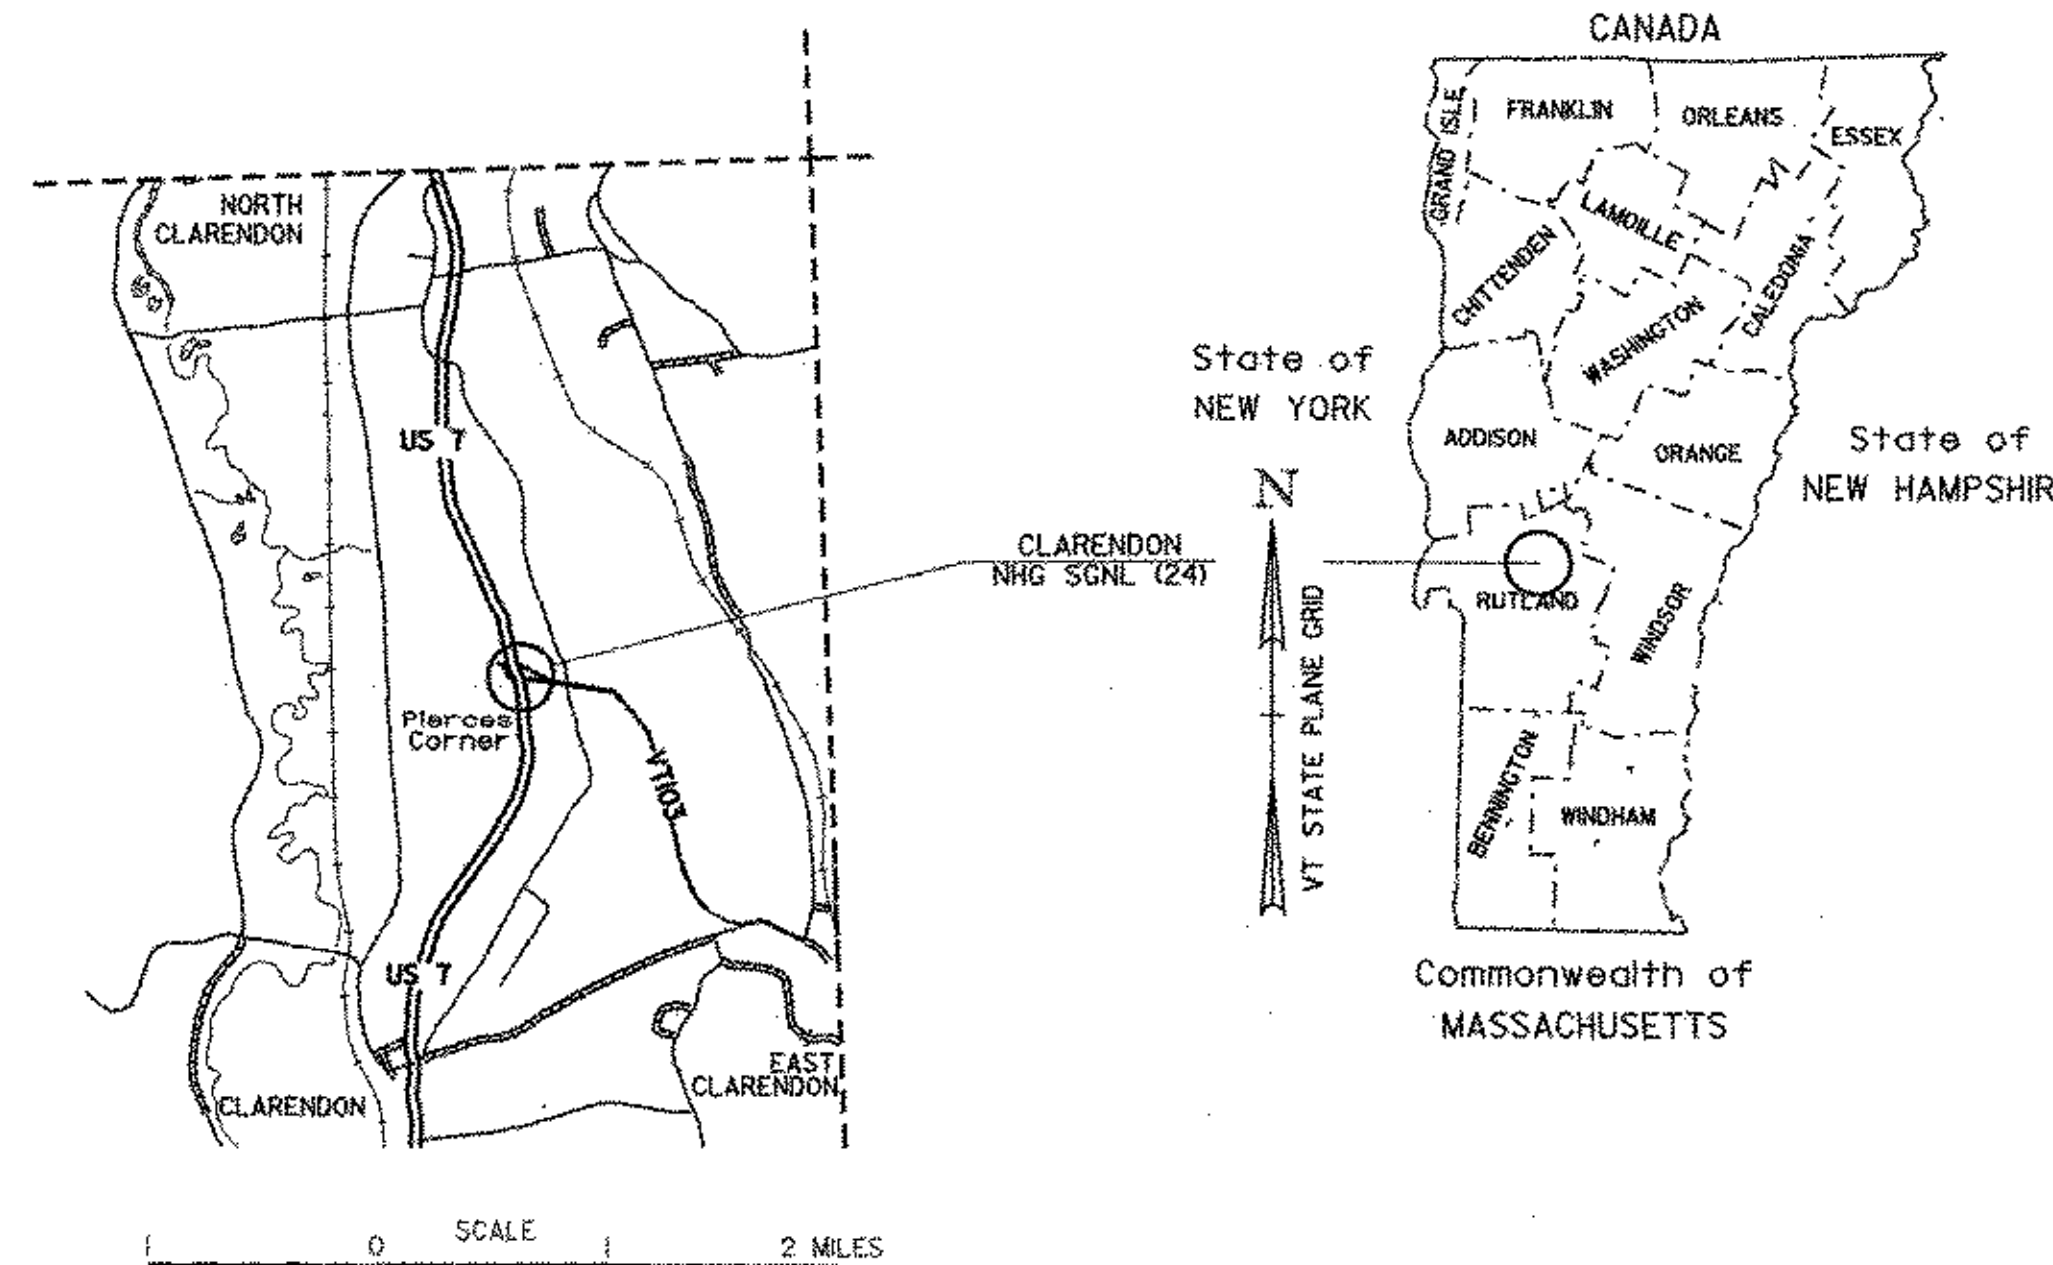 CANADA
FRANKLIN
ORLEANS
ESSEX
GRAND ISLE
LAMOILLE
CHITTENDEN
CALEDONIA
WASHINGTON
ADDISON
ORANGE
RUTLAND
WINDSOR
BENNINGTON
WINDHAM
State of
NEW YORK
State of
NEW HAMPSHIR
Commonwealth of
MASSACHUSETTS
N
VT STATE PLANE GRID
CLARENDON
NHG SGNL (24)
NORTH
CLARENDON
US 7
Pierces
Corner
VT103
US 7
EAST
CLARENDON
CLARENDON
SCALE
1 0 1 2 MILES